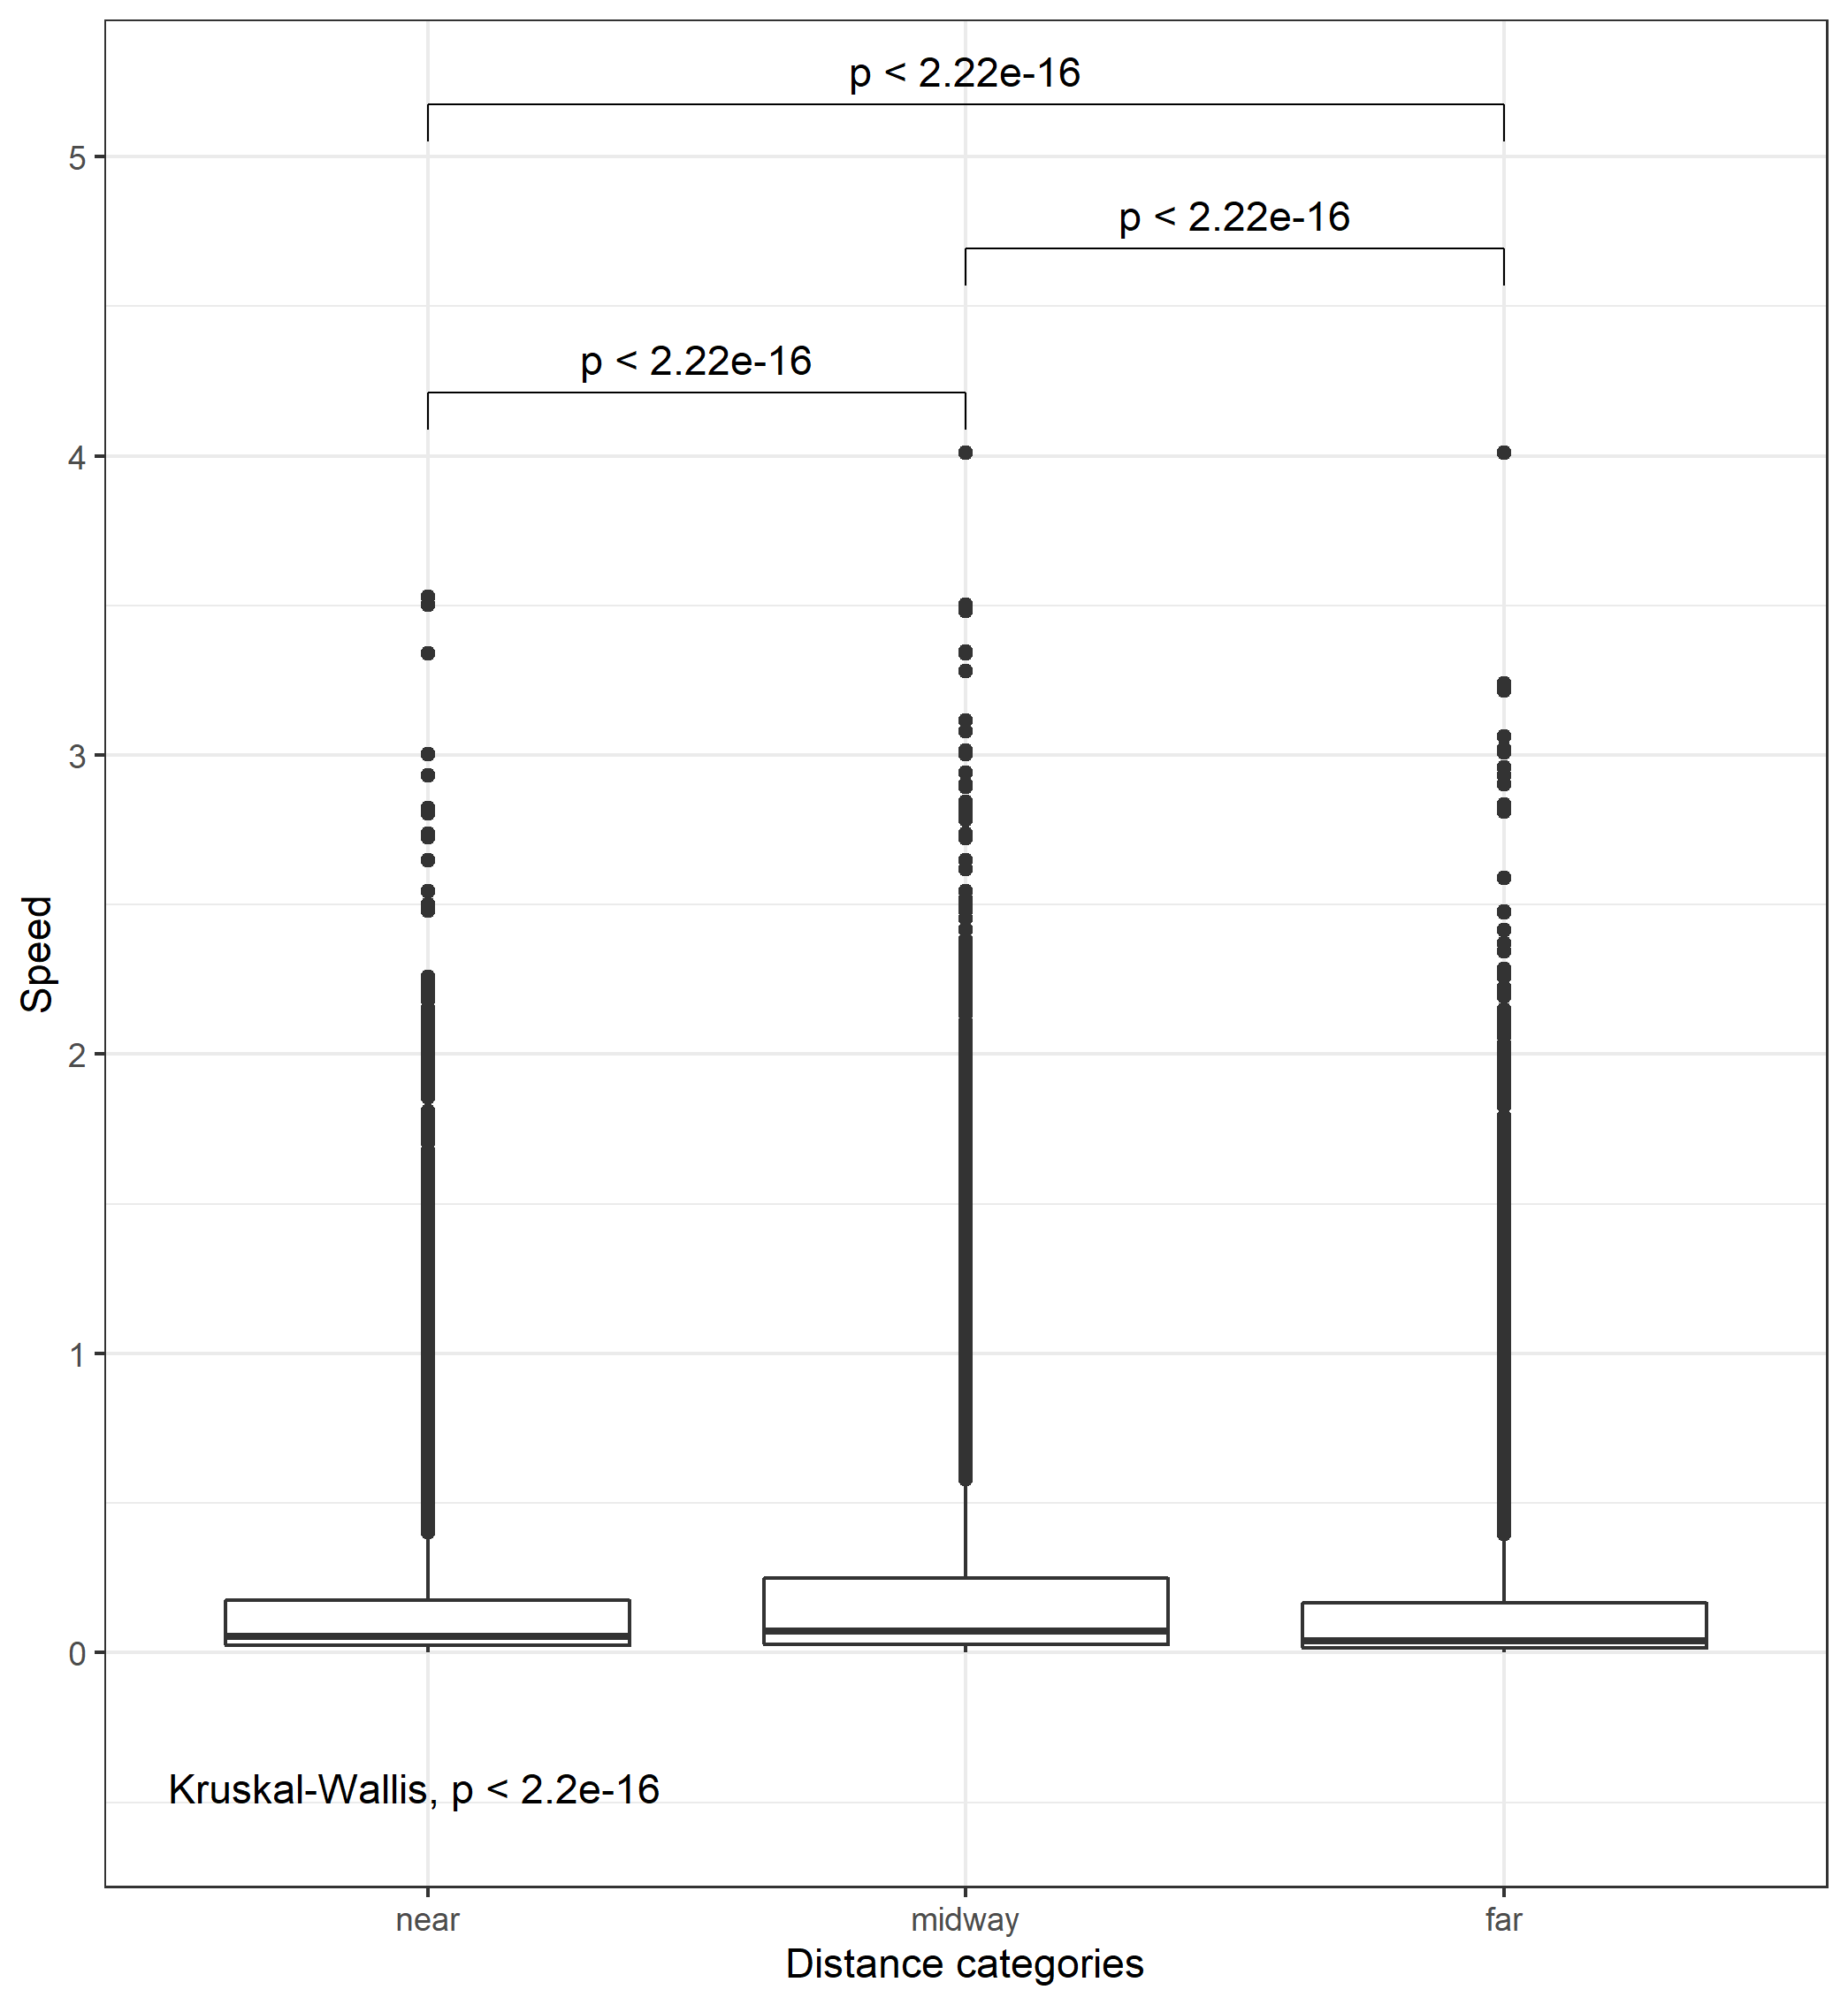 p < 2.22e-16
5
p < 2.22e-16
p < 2.22e-16
4
3
Speed
2
1
0
Kruskal-Wallis, p < 2.2e-16
near midway far
Distance categories